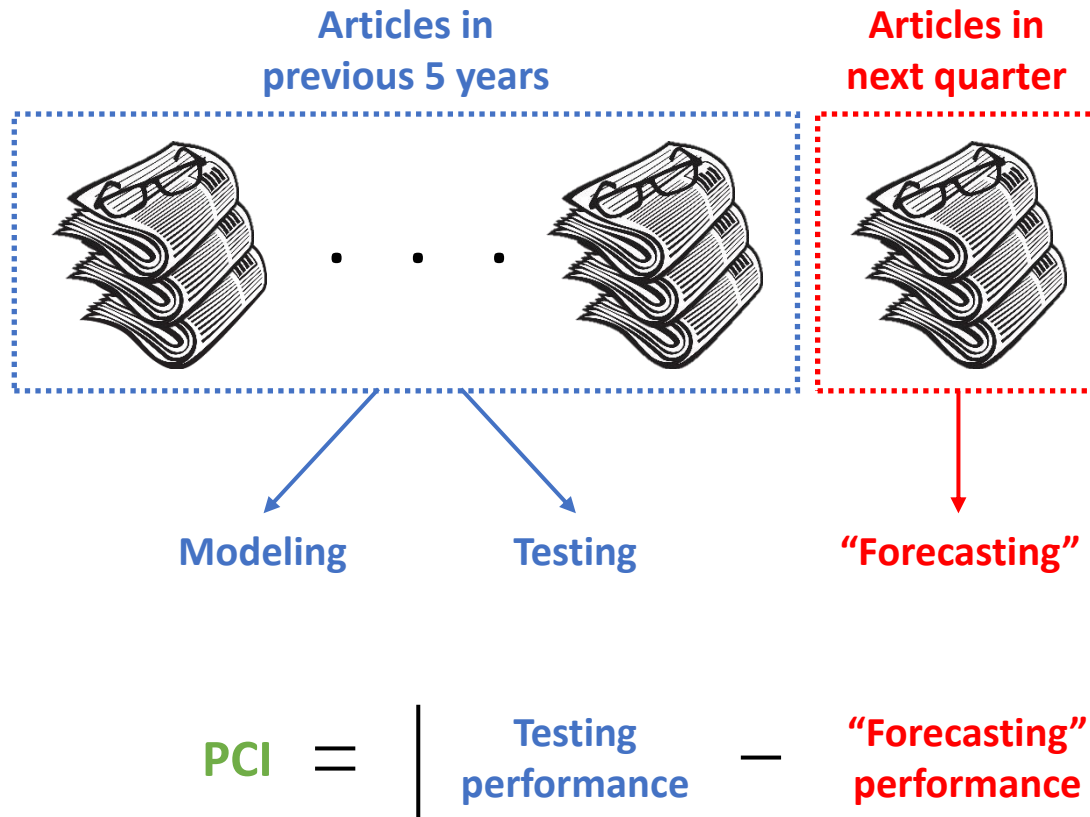 Articles in
previous 5 years
Articles in
next quarter
. . .
Modeling
Testing
“Forecasting”
PCI = | Testing performance − “Forecasting” performance